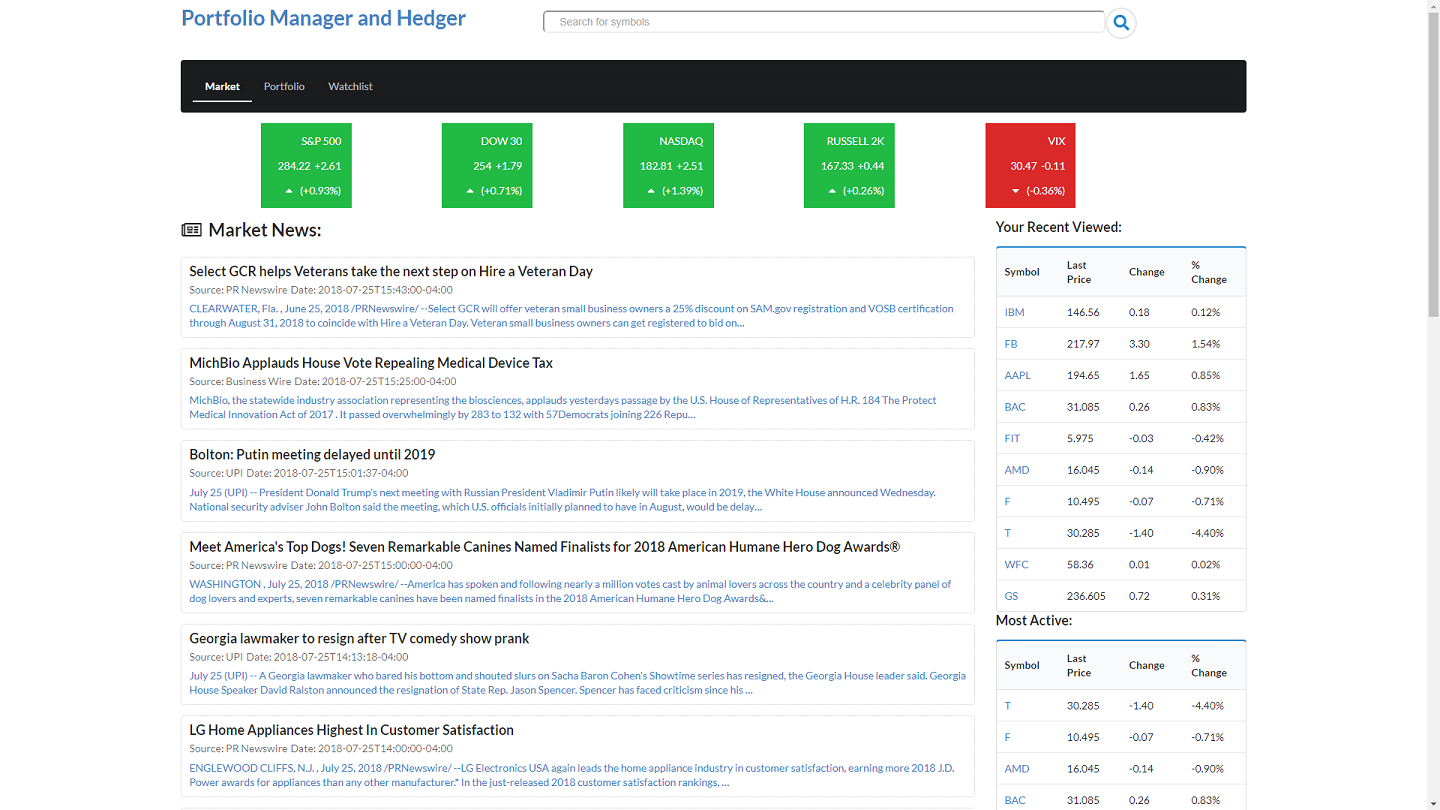 Portfolio Manager and Hedger
Search for symbols
Market Portfolio Watchlist
S&P 500
284.22 +2.61
(+0.93%)
DOW 30
254 +1.79
(+0.71%)
NASDAQ
182.81 +2.51
(+1.39%)
RUSSELL 2K
167.33 +0.44
(+0.26%)
VIX
30.47 -0.11
(-0.36%)
Market News:
Select GCR helps Veterans take the next step on Hire a Veteran Day
Source: PR Newswire Date: 2018-07-25T15:43:00-04:00
CLEARWATER, Fla. , June 25, 2018 /PRNewswire/ --Select GCR will offer veteran small business owners a 25% discount on SAM.gov registration and VOSB certification
through August 31, 2018 to coincide with Hire a Veteran Day. Veteran small business owners can get registered to bid on...
MichBio Applauds House Vote Repealing Medical Device Tax
Source: Business Wire Date: 2018-07-25T15:25:00-04:00
MichBio, the statewide industry association representing the biosciences, applauds yesterdays passage by the U.S. House of Representatives of H.R. 184 The Protect
Medical Innovation Act of 2017 . It passed overwhelmingly by 283 to 132 with 57Democrats joining 226 Repu...
Bolton: Putin meeting delayed until 2019
Source: UPI Date: 2018-07-25T15:01:37-04:00
July 25 (UPI) -- President Donald Trump's next meeting with Russian President Vladimir Putin likely will take place in 2019, the White House announced Wednesday.
National security adviser John Bolton said the meeting, which U.S. officials initially planned to have in August, would be delay...
Meet America's Top Dogs! Seven Remarkable Canines Named Finalists for 2018 American Humane Hero Dog Awards®
Source: PR Newswire Date: 2018-07-25T15:00:00-04:00
WASHINGTON , July 25, 2018 /PRNewswire/ --America has spoken and following nearly a million votes cast by animal lovers across the country and a celebrity panel of
dog lovers and experts, seven remarkable canines have been named finalists in the 2018 American Humane Hero Dog Awards&...
Georgia lawmaker to resign after TV comedy show prank
Source: UPI Date: 2018-07-25T14:13:18-04:00
July 25 (UPI) -- A Georgia lawmaker who bared his bottom and shouted slurs on Sacha Baron Cohen's Showtime series has resigned, the Georgia House leader said. Georgia
House Speaker David Ralston announced the resignation of State Rep. Jason Spencer. Spencer has faced criticism since his ...
LG Home Appliances Highest In Customer Satisfaction
Source: PR Newswire Date: 2018-07-25T14:00:00-04:00
ENGLEWOOD CLIFFS, N.J. , July 25, 2018 /PRNewswire/ --LG Electronics USA again leads the home appliance industry in customer satisfaction, earning more 2018 J.D.
Power awards for appliances than any other manufacturer.* In the just-released 2018 customer satisfaction rankings, ...
Your Recent Viewed:
Symbol Last Price Change % Change
IBM 146.56 0.18 0.12%
FB 217.97 3.30 1.54%
AAPL 194.65 1.65 0.85%
BAC 31.085 0.26 0.83%
FIT 5.975 -0.03 -0.42%
AMD 16.045 -0.14 -0.90%
F 10.495 -0.07 -0.71%
T 30.285 -1.40 -4.40%
WFC 58.36 0.01 0.02%
GS 236.605 0.72 0.31%
Most Active:
Symbol Last Price Change % Change
T 30.285 -1.40 -4.40%
F 10.495 -0.07 -0.71%
AMD 16.045 -0.14 -0.90%
BAC 31.085 0.26 0.83%